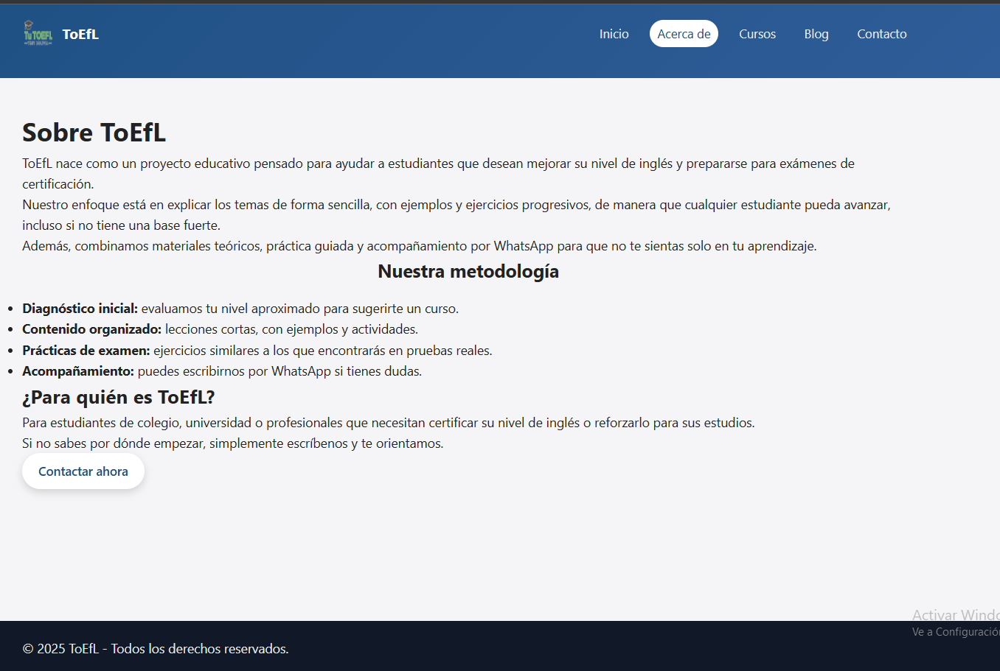 Tu TOEFL
ToEfL
Inicio
Acerca de
Cursos
Blog
Contacto
Sobre ToEfL
ToEfL nace como un proyecto educativo pensado para ayudar a estudiantes que desean mejorar su nivel de inglés y prepararse para exámenes de
certificación.
Nuestro enfoque está en explicar los temas de forma sencilla, con ejemplos y ejercicios progresivos, de manera que cualquier estudiante pueda avanzar,
incluso si no tiene una base fuerte.
Además, combinamos materiales teóricos, práctica guiada y acompañamiento por WhatsApp para que no te sientas solo en tu aprendizaje.
Nuestra metodología
• Diagnóstico inicial: evaluamos tu nivel aproximado para sugerirte un curso.
• Contenido organizado: lecciones cortas, con ejemplos y actividades.
• Prácticas de examen: ejercicios similares a los que encontrarás en pruebas reales.
• Acompañamiento: puedes escribirnos por WhatsApp si tienes dudas.
¿Para quién es ToEfL?
Para estudiantes de colegio, universidad o profesionales que necesitan certificar su nivel de inglés o reforzarlo para sus estudios.
Si no sabes por dónde empezar, simplemente escríbenos y te orientamos.
Contactar ahora
Activar Windo
Ve a Configuración
© 2025 ToEfL - Todos los derechos reservados.